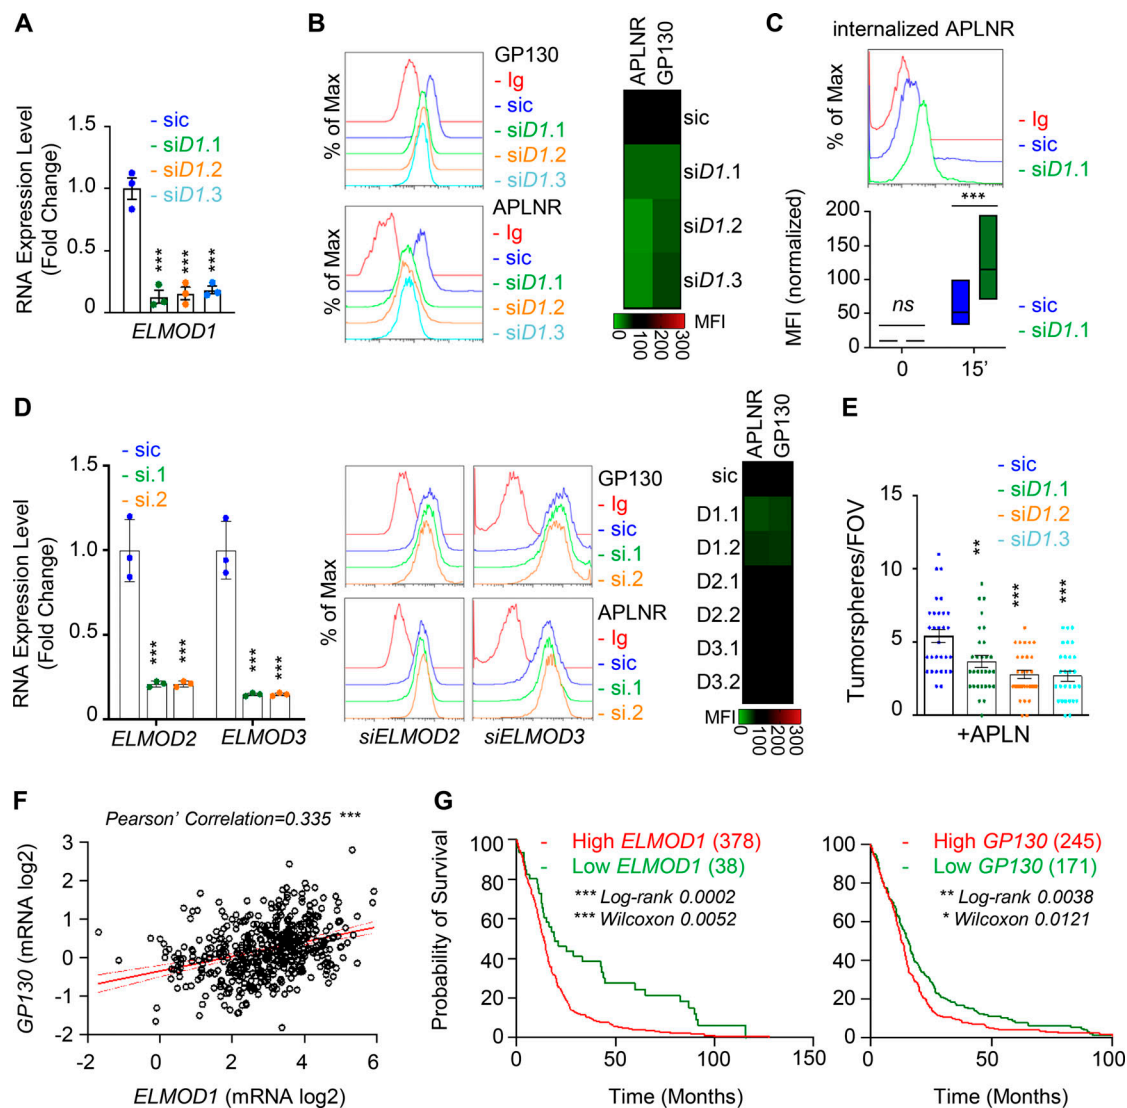 A
- sic
- siD1.1
- siD1.2
- siD1.3
RNA Expression Level
(Fold Change)
1.5
1.0
0.5
0
***
***
***
ELMOD1
B
% of Max
GP130
- Ig
- sic
- siD1.1
- siD1.2
- siD1.3
% of Max
APLNR
- Ig
- sic
- siD1.1
- siD1.2
- siD1.3
APLNR
GP130
sic
siD1.1
siD1.2
siD1.3
MFI
0
100
200
300
C
internalized APLNR
% of Max
- Ig
- sic
- siD1.1
MFI (normalized)
200
150
100
50
0
ns
***
0
15'
- sic
- siD1.1
D
- sic
- si.1
- si.2
RNA Expression Level
(Fold Change)
1.5
1.0
0.5
0
***
***
***
***
ELMOD2
ELMOD3
% of Max
GP130
- Ig
- sic
- si.1
- si.2
APLNR
- Ig
- sic
- si.1
- si.2
siELMOD2
siELMOD3
APLNR
GP130
sic
D1.1
D1.2
D2.1
D2.2
D3.1
D3.2
MFI
0
100
200
300
E
- sic
- siD1.1
- siD1.2
- siD1.3
Tumorspheres/FOV
15
10
5
0
**
***
***
+APLN
F
Pearson' Correlation=0.335 ***
GP130 (mRNA log2)
3
2
1
0
-1
-2
-2
0
2
4
6
ELMOD1 (mRNA log2)
G
Probability of Survival
100
80
60
40
20
0
- High ELMOD1 (378)
- Low ELMOD1 (38)
*** Log-rank 0.0002
*** Wilcoxon 0.0052
0
50
100
150
Time (Months)
100
80
60
40
20
0
- High GP130 (245)
- Low GP130 (171)
** Log-rank 0.0038
* Wilcoxon 0.0121
0
50
100
Time (Months)